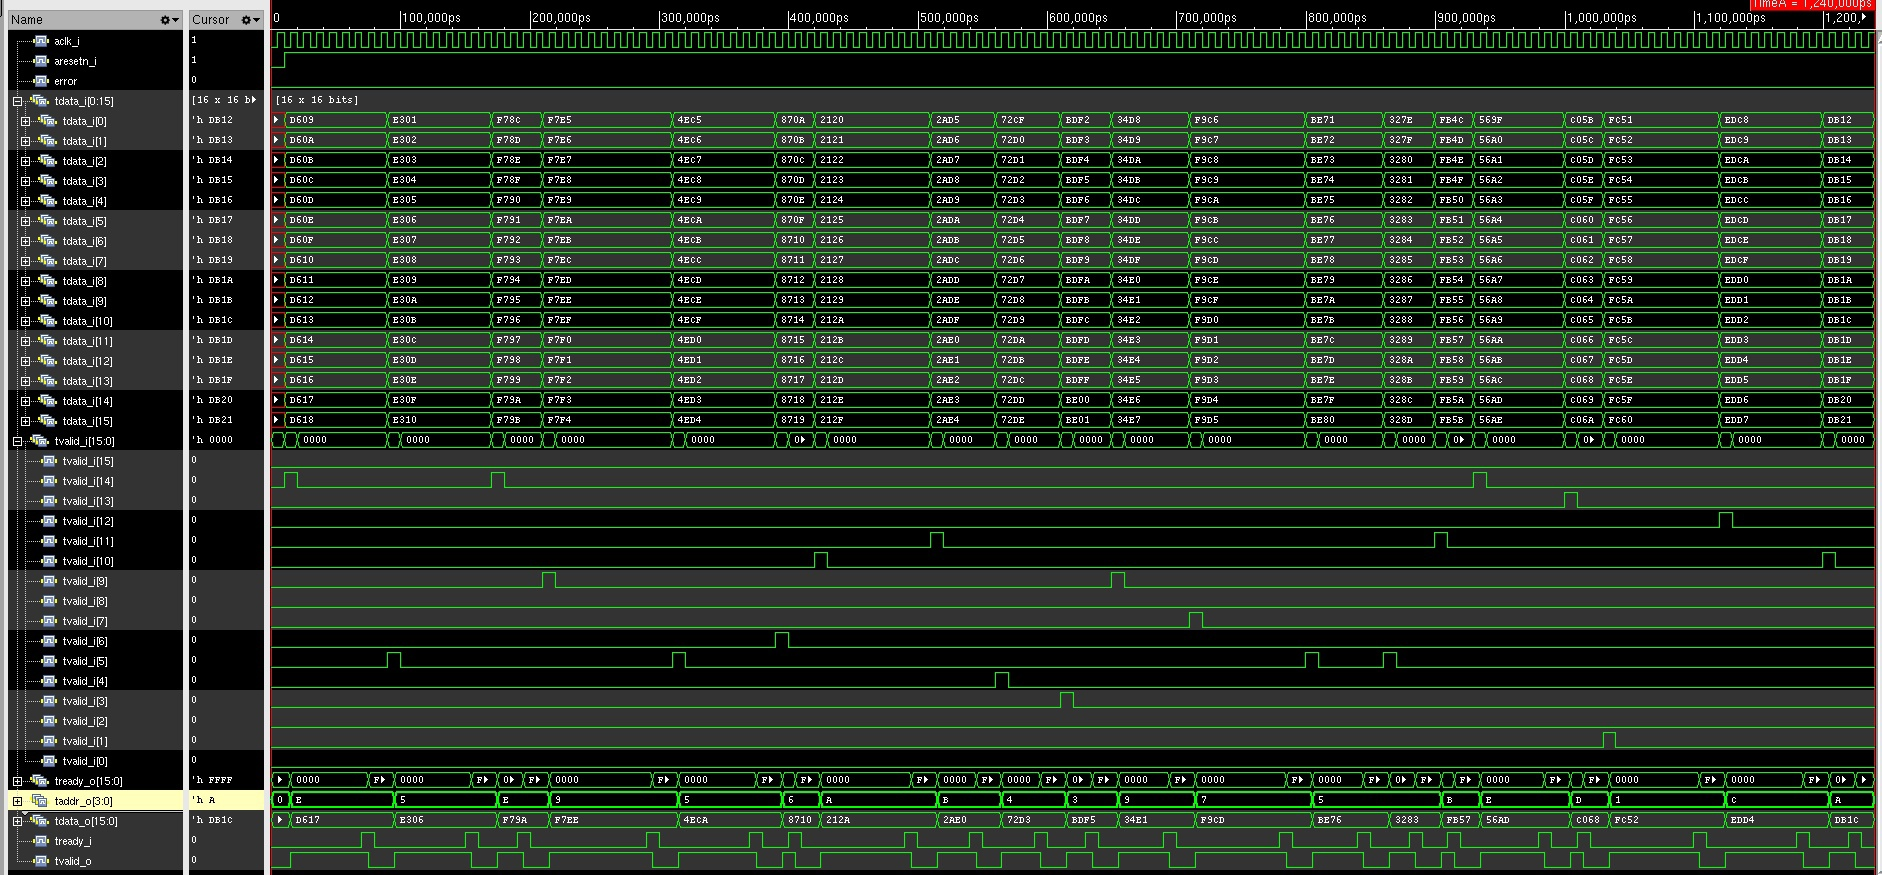 TimeA = 1,240,000ps
Name Cursor 0 100,000ps 200,000ps 300,000ps 400,000ps 500,000ps 600,000ps 700,000ps 800,000ps 900,000ps 1,000,000ps 1,100,000ps 1,200,
aclk_i 1
aresetn_i 1
error 0
tdata_i[0:15] [16 x 16 b [16 x 16 bits]
tdata_i[0] 'h DB12 D609 E301 F78C F7E5 4EC5 870A 2120 2AD5 72CF BDF2 34D8 F9C6 BE71 327E FB4C 569F C05B FC51 EDC8 DB12
tdata_i[1] 'h DB13 D60A E302 F78D F7E6 4EC6 870B 2121 2AD6 72D0 BDF3 34D9 F9C7 BE72 327F FB4D 56A0 C05C FC52 EDC9 DB13
tdata_i[2] 'h DB14 D60B E303 F78E F7E7 4EC7 870C 2122 2AD7 72D1 BDF4 34DA F9C8 BE73 3280 FB4E 56A1 C05D FC53 EDCA DB14
tdata_i[3] 'h DB15 D60C E304 F78F F7E8 4EC8 870D 2123 2AD8 72D2 BDF5 34DB F9C9 BE74 3281 FB4F 56A2 C05E FC54 EDCB DB15
tdata_i[4] 'h DB16 D60D E305 F790 F7E9 4EC9 870E 2124 2AD9 72D3 BDF6 34DC F9CA BE75 3282 FB50 56A3 C05F FC55 EDCC DB16
tdata_i[5] 'h DB17 D60E E306 F791 F7EA 4ECA 870F 2125 2ADA 72D4 BDF7 34DD F9CB BE76 3283 FB51 56A4 C060 FC56 EDCD DB17
tdata_i[6] 'h DB18 D60F E307 F792 F7EB 4ECB 8710 2126 2ADB 72D5 BDF8 34DE F9CC BE77 3284 FB52 56A5 C061 FC57 EDCE DB18
tdata_i[7] 'h DB19 D610 E308 F793 F7EC 4ECC 8711 2127 2ADC 72D6 BDF9 34DF F9CD BE78 3285 FB53 56A6 C062 FC58 EDCF DB19
tdata_i[8] 'h DB1A D611 E309 F794 F7ED 4ECD 8712 2128 2ADD 72D7 BDFA 34E0 F9CE BE79 3286 FB54 56A7 C063 FC59 EDD0 DB1A
tdata_i[9] 'h DB1B D612 E30A F795 F7EE 4ECE 8713 2129 2ADE 72D8 BDFB 34E1 F9CF BE7A 3287 FB55 56A8 C064 FC5A EDD1 DB1B
tdata_i[10] 'h DB1C D613 E30B F796 F7EF 4ECF 8714 212A 2ADF 72D9 BDFC 34E2 F9D0 BE7B 3288 FB56 56A9 C065 FC5B EDD2 DB1C
tdata_i[11] 'h DB1D D614 E30C F797 F7F0 4ED0 8715 212B 2AE0 72DA BDFD 34E3 F9D1 BE7C 3289 FB57 56AA C066 FC5C EDD3 DB1D
tdata_i[12] 'h DB1E D615 E30D F798 F7F1 4ED1 8716 212C 2AE1 72DB BDFE 34E4 F9D2 BE7D 328A FB58 56AB C067 FC5D EDD4 DB1E
tdata_i[13] 'h DB1F D616 E30E F799 F7F2 4ED2 8717 212D 2AE2 72DC BDFF 34E5 F9D3 BE7E 328B FB59 56AC C068 FC5E EDD5 DB1F
tdata_i[14] 'h DB20 D617 E30F F79A F7F3 4ED3 8718 212E 2AE3 72DD BE00 34E6 F9D4 BE7F 328C FB5A 56AD C069 FC5F EDD6 DB20
tdata_i[15] 'h DB21 D618 E310 F79B F7F4 4ED4 8719 212F 2AE4 72DE BE01 34E7 F9D5 BE80 328D FB5B 56AE C06A FC60 EDD7 DB21
tvalid_i[15:0] 'h 0000 0000 0000 0000 0000 0000 0 0000 0000 0000 0000 0000 0000 0000 0000 0 0000 0 0000 0000 0000
tvalid_i[15] 0
tvalid_i[14] 0
tvalid_i[13] 0
tvalid_i[12] 0
tvalid_i[11] 0
tvalid_i[10] 0
tvalid_i[9] 0
tvalid_i[8] 0
tvalid_i[7] 0
tvalid_i[6] 0
tvalid_i[5] 0
tvalid_i[4] 0
tvalid_i[3] 0
tvalid_i[2] 0
tvalid_i[1] 0
tvalid_i[0] 0
tready_o[15:0] 'h FFFF 0000 F 0000 F 0 F 0000 F 0000 F F 0000 F 0000 F 0000 F 0 F 0000 F 0000 F 0000 F 0 F 0000 F F 0000 F 0000 F 0
taddr_o[3:0] 'h A 0 E 5 E 9 5 6 A B 4 3 9 7 5 B E D 1 C A
tdata_o[15:0] 'h DB1C D617 E306 F79A F7EE 4ECA 8710 212A 2AE0 72D3 BDF5 34E1 F9CD BE76 3283 FB57 56AD C068 FC52 EDD4 DB1C
tready_i 0
tvalid_o 0